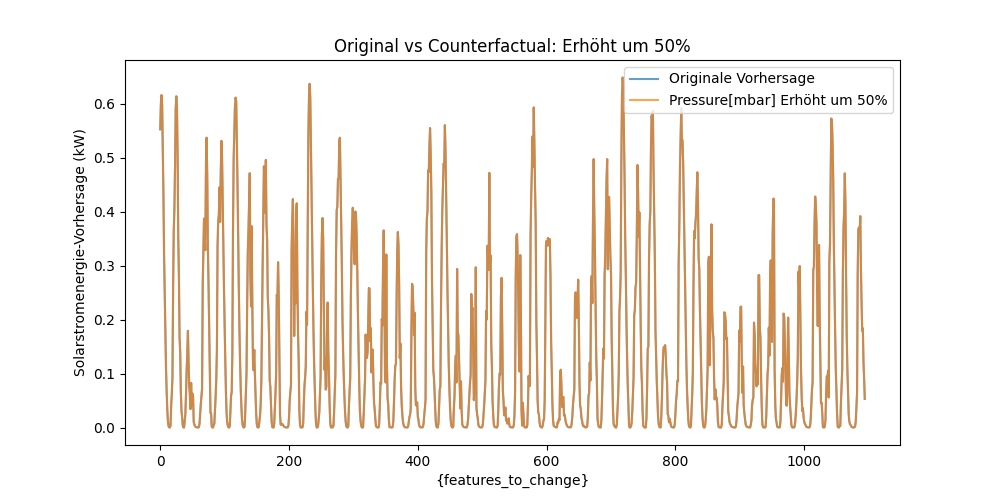 Original vs Counterfactual: Erhöht um 50%
Originale Vorhersage
Pressure[mbar] Erhöht um 50%
Solarstromenergie-Vorhersage (kW)
0.6
0.5
0.4
0.3
0.2
0.1
0.0
0 200 400 600 800 1000
{features_to_change}